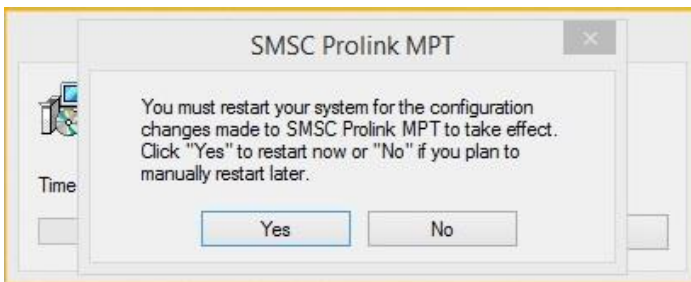 SMSC Prolink MPT
You must restart your system for the configuration
changes made to SMSC Prolink MPT to take effect.
Click "Yes" to restart now or "No" if you plan to
manually restart later.
Time
Yes
No